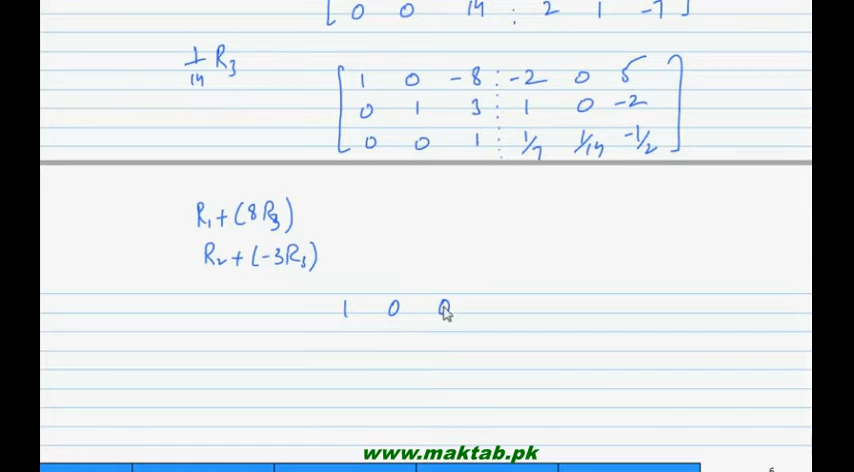 [ 0 0 14 : 2 1 -7 ]
1/14 R3
[ 1 0 -8 : -2 0 5
0 1 3 : 1 0 -2
0 0 1 : 1/7 1/14 -1/2 ]
R1 + (8R3)
R2 + (-3R3)
1 0 0
www.maktab.pk
6